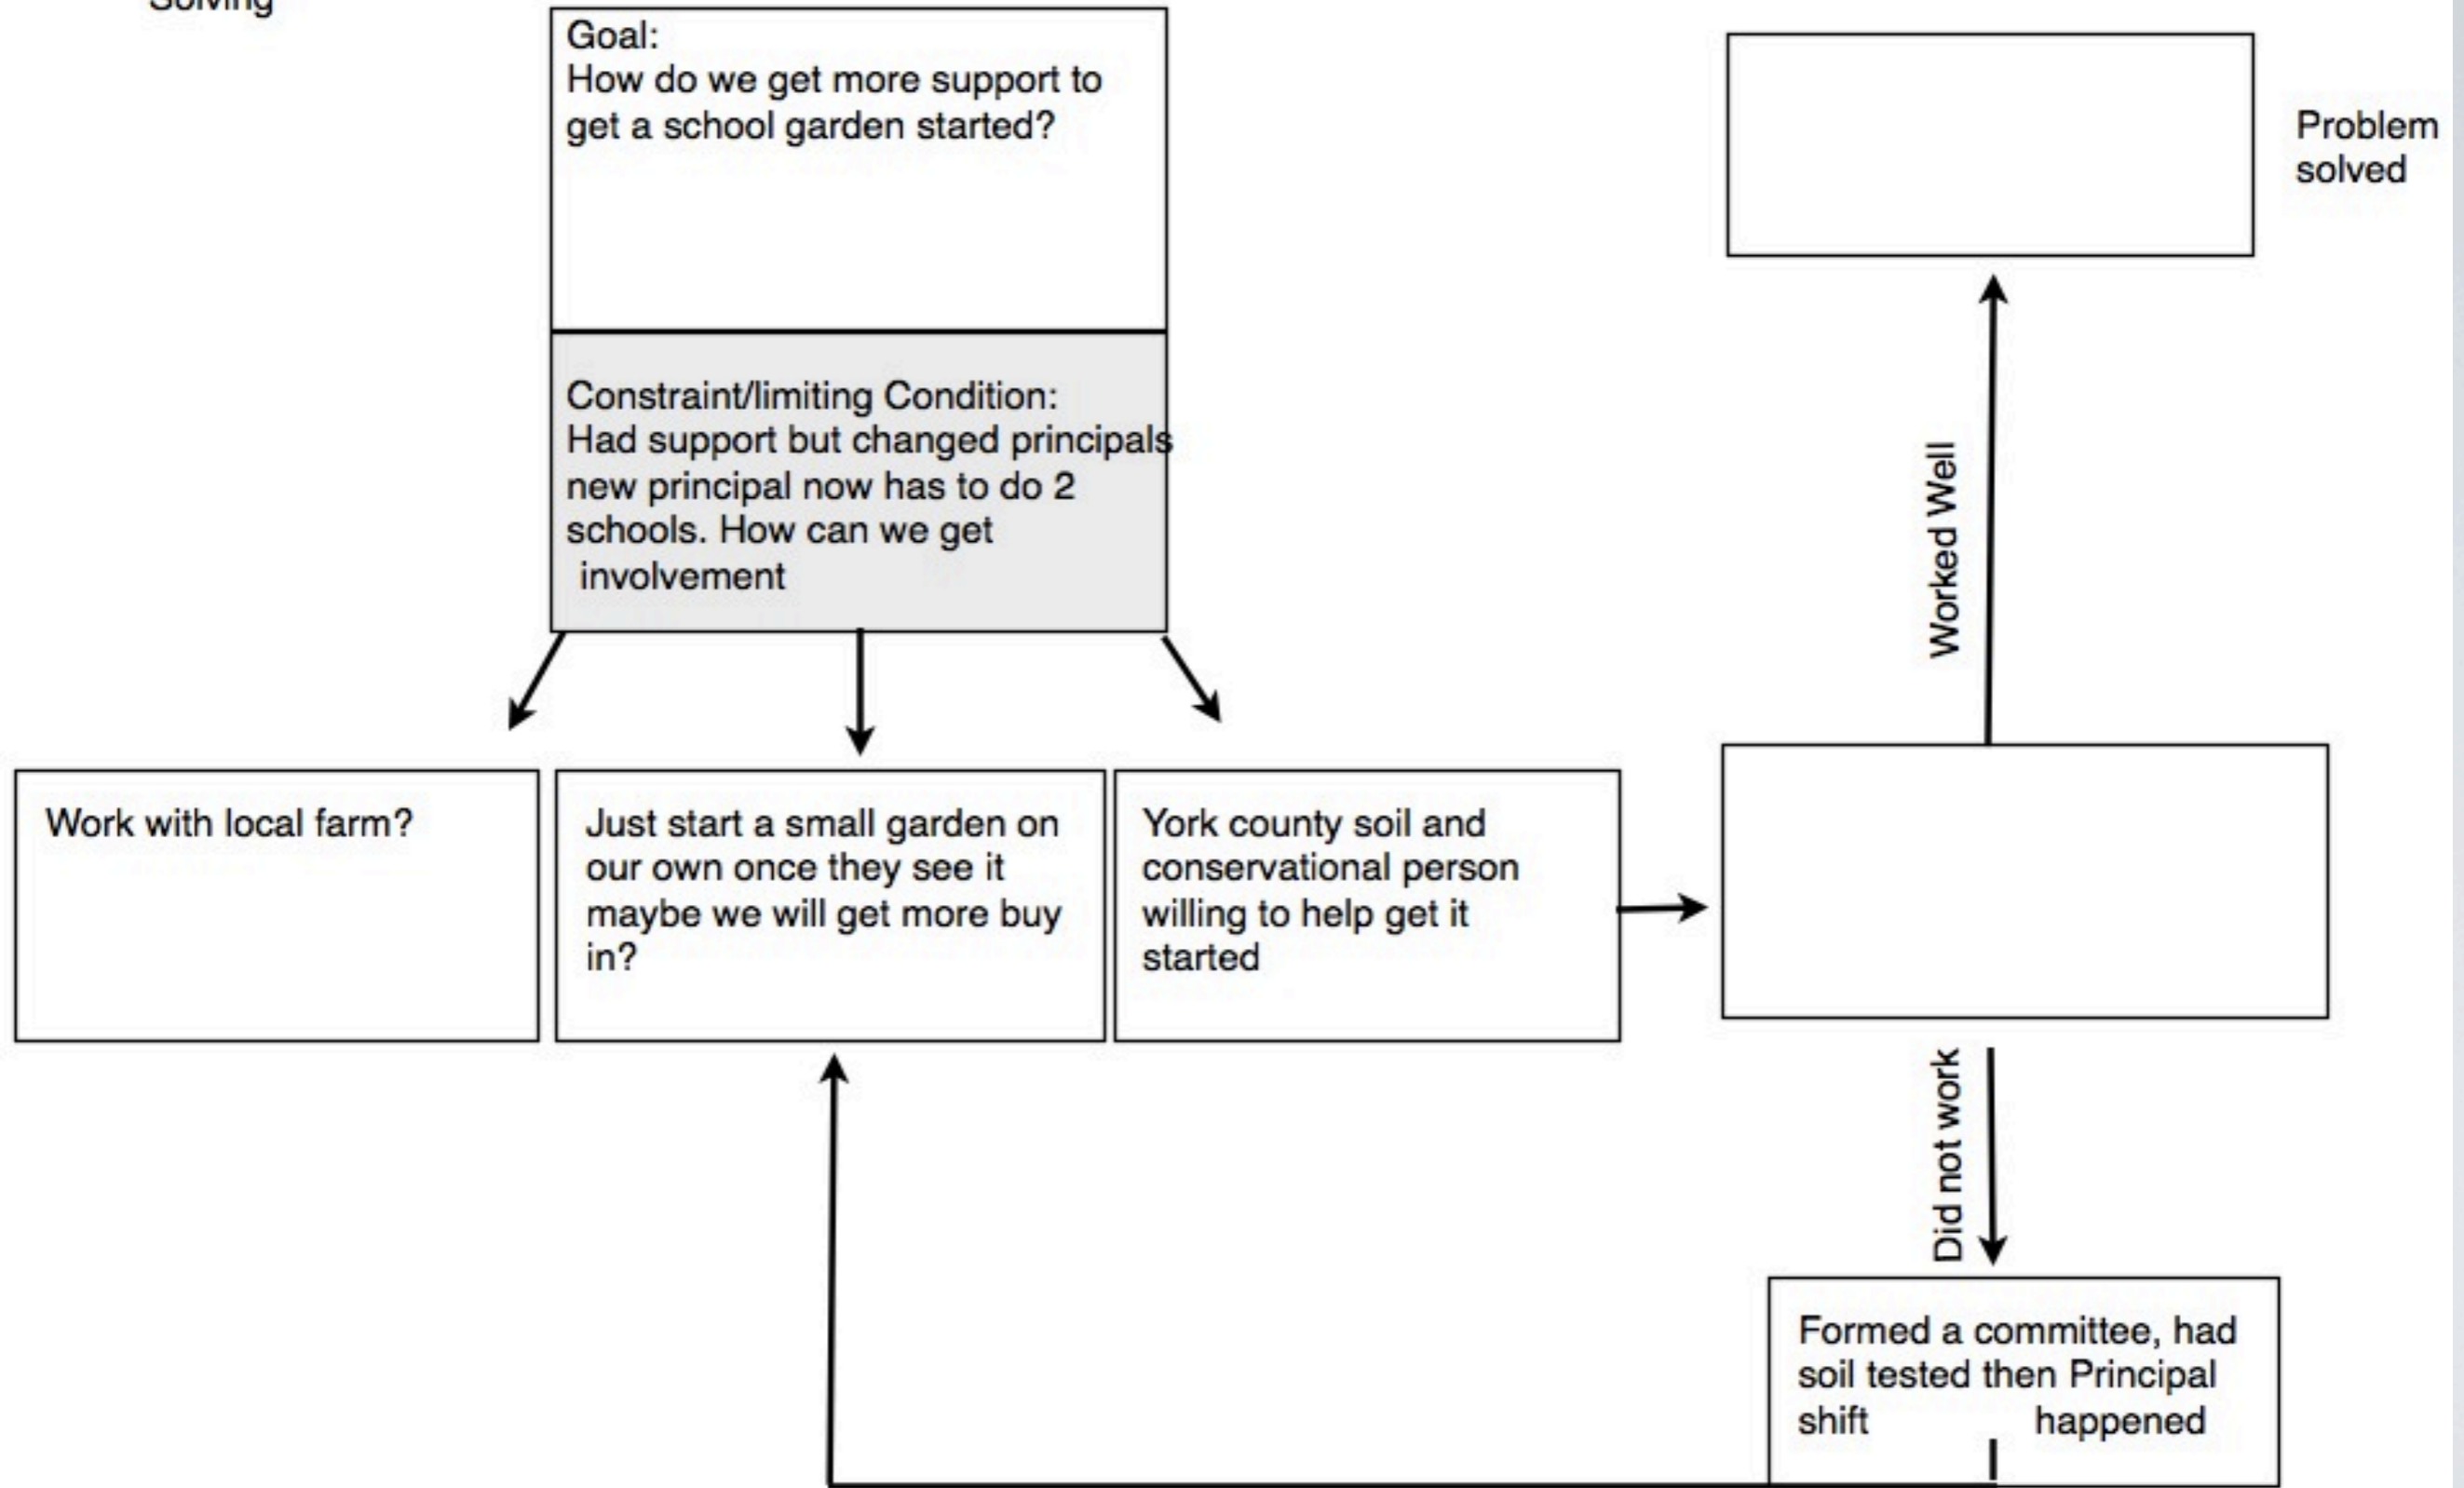 Solving
Goal:
How do we get more support to
get a school garden started?
Problem
solved
Constraint/limiting Condition:
Had support but changed principals
new principal now has to do 2
schools. How can we get
involvement
Worked Well
Work with local farm?
Just start a small garden on
our own once they see it
maybe we will get more buy
in?
York county soil and
conservational person
willing to help get it
started
Did not work
Formed a committee, had
soil tested then Principal
shift happened